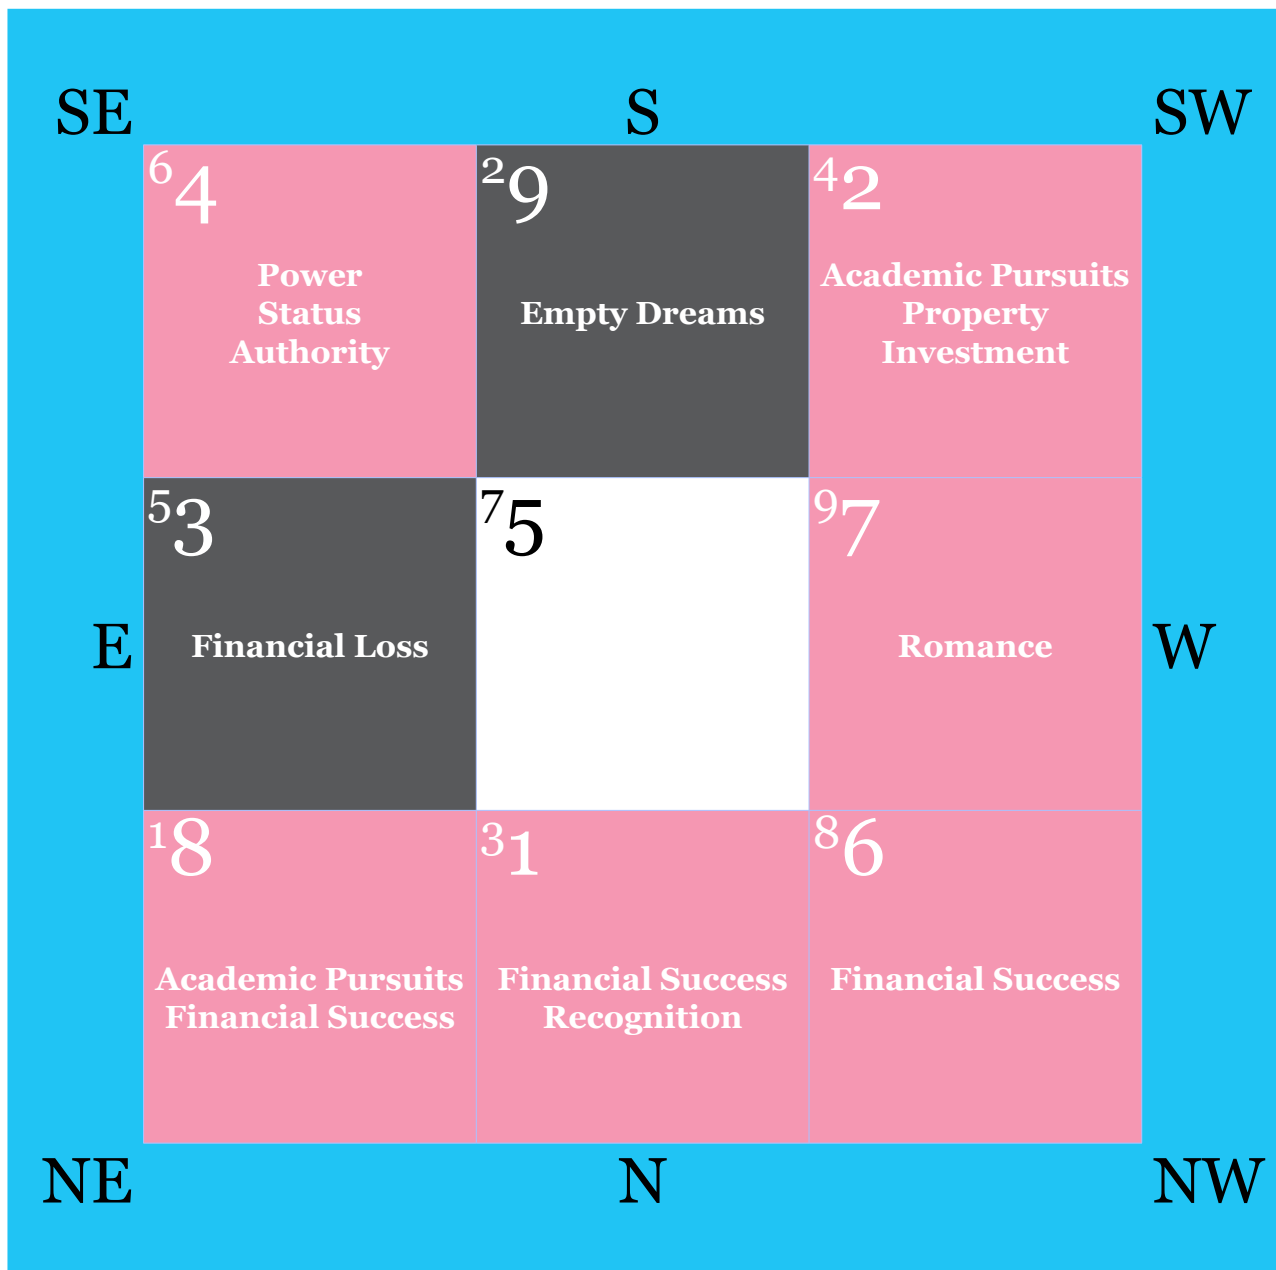 SE S SW
64 29 42
Power
Status
Authority
Empty Dreams
Academic Pursuits
Property
Investment
53 75 97
E
Financial Loss
Romance
W
18 31 86
Academic Pursuits
Financial Success
Financial Success
Recognition
Financial Success
NE N NW